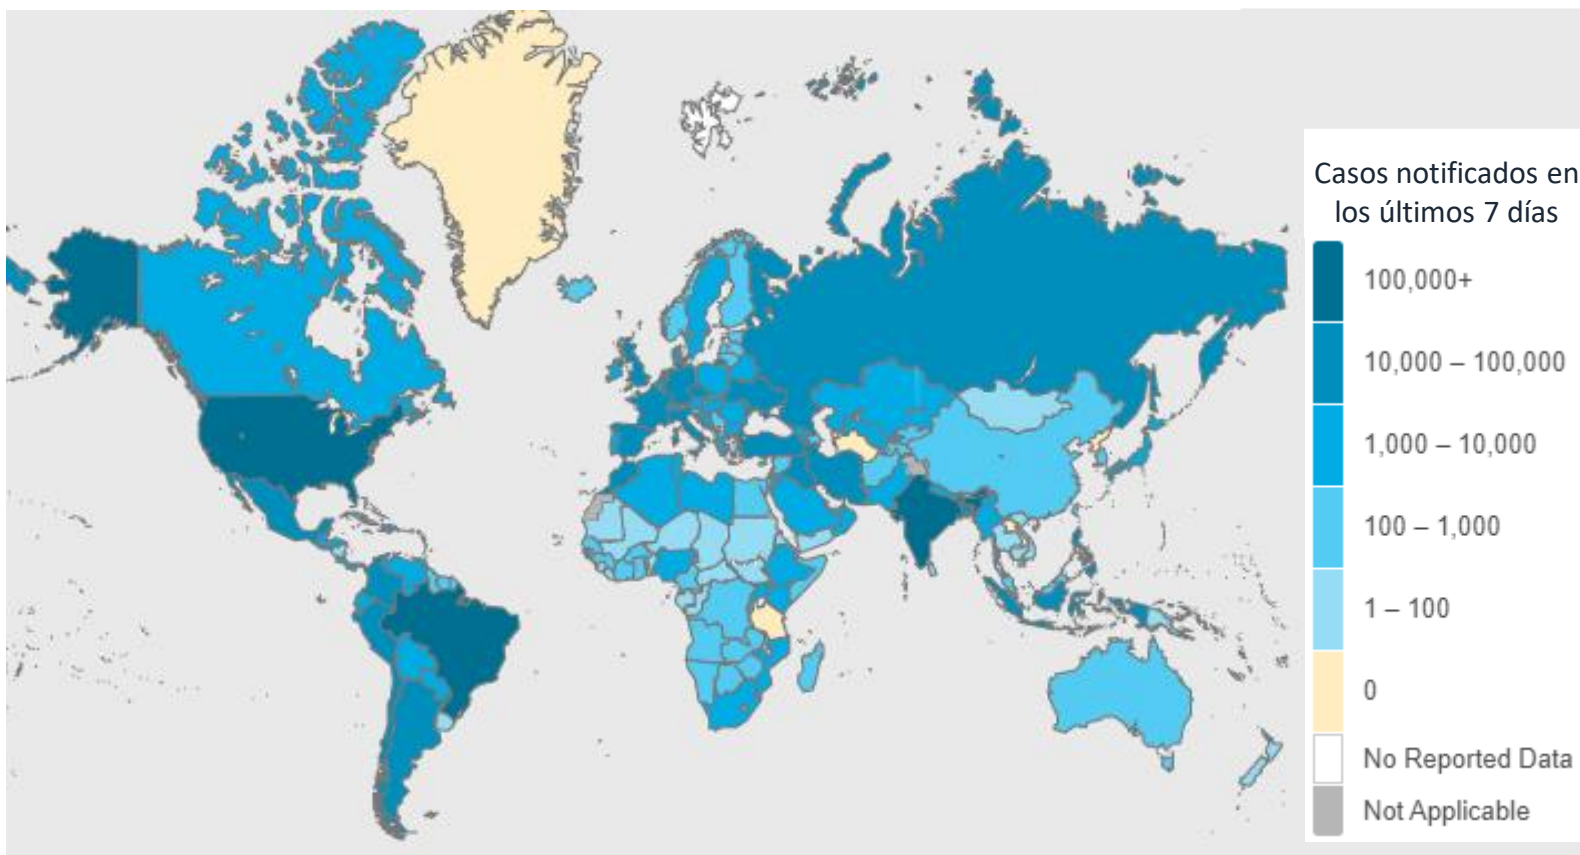 Casos notificados en
los últimos 7 días
100,000+
10,000 – 100,000
1,000 – 10,000
100 – 1,000
1 – 100
0
No Reported Data
Not Applicable